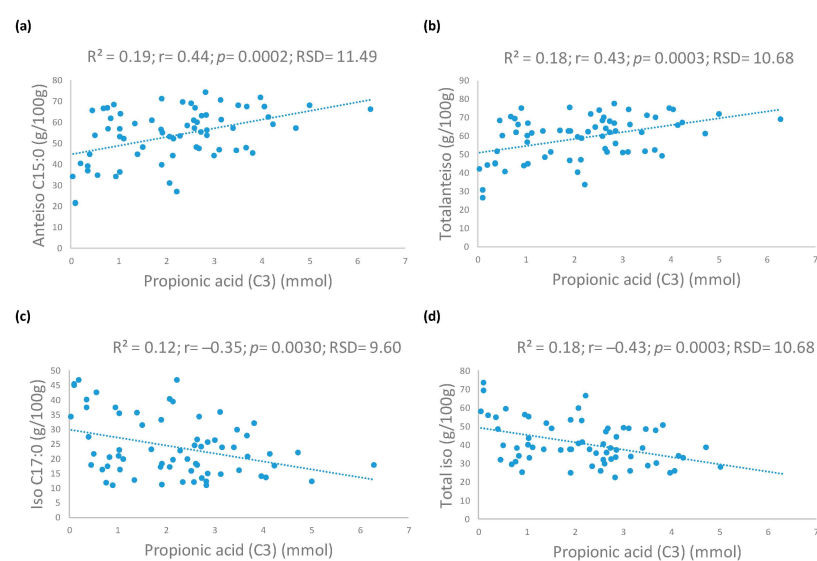 (a)
R² = 0.19; r= 0.44; p= 0.0002; RSD= 11.49
Anteiso C15:0 (g/100g)
80
70
60
50
40
30
20
10
0
0 1 2 3 4 5 6 7
Propionic acid (C3) (mmol)
(b)
R² = 0.18; r= 0.43; p= 0.0003; RSD= 10.68
Totalanteiso (g/100g)
90
80
70
60
50
40
30
20
10
0
0 1 2 3 4 5 6 7
Propionic acid (C3) (mmol)
(c)
R² = 0.12; r= –0.35; p= 0.0030; RSD= 9.60
Iso C17:0 (g/100g)
50
45
40
35
30
25
20
15
10
5
0
0 1 2 3 4 5 6 7
Propionic acid (C3) (mmol)
(d)
R² = 0.18; r= –0.43; p= 0.0003; RSD= 10.68
Total iso (g/100g)
80
70
60
50
40
30
20
10
0
0 1 2 3 4 5 6 7
Propionic acid (C3) (mmol)